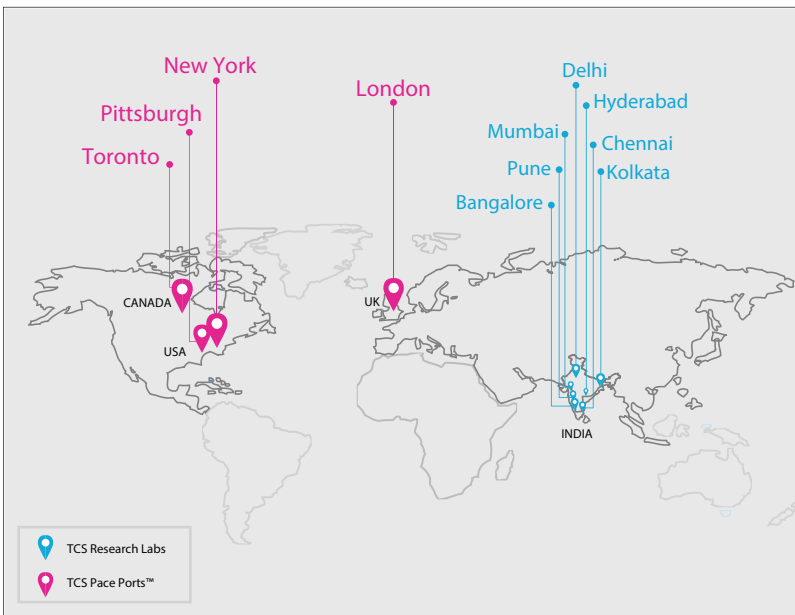 New York
Pittsburgh
Toronto
London
Delhi
Hyderabad
Mumbai
Chennai
Pune
Kolkata
Bangalore
CANADA
UK
USA
INDIA
TCS Research Labs
TCS Pace Ports™